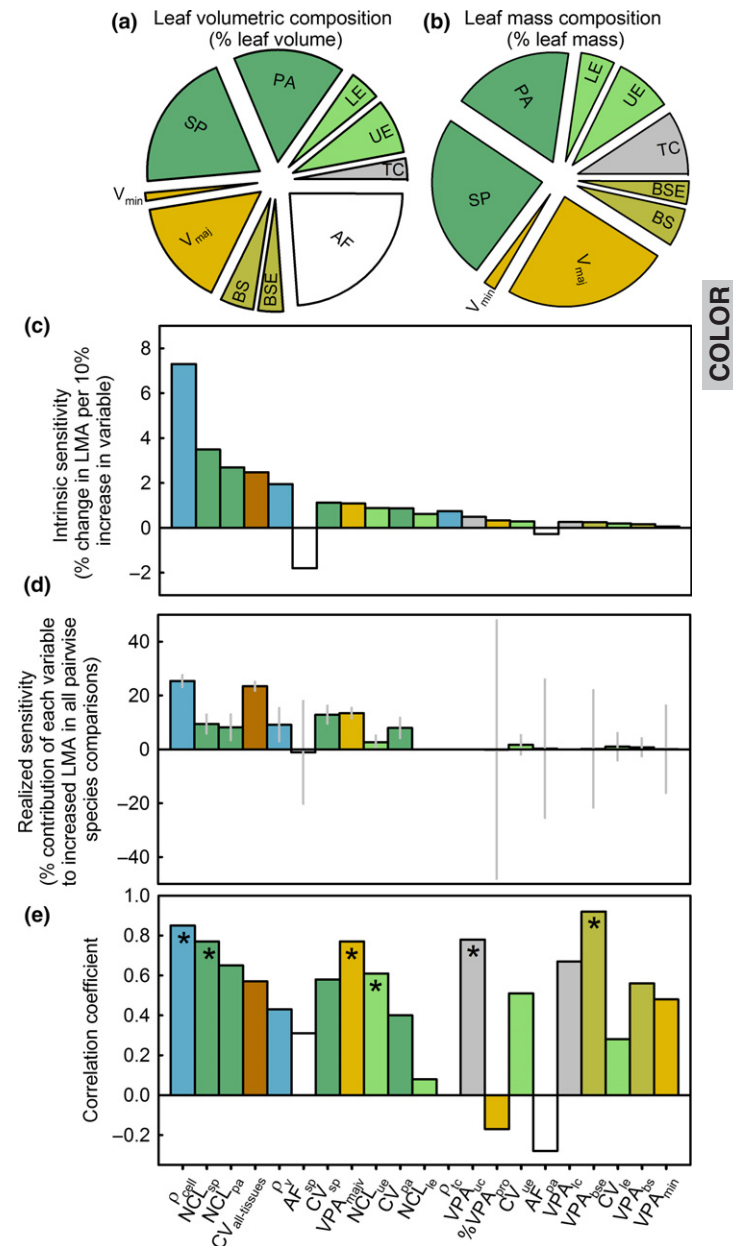 (a) Leaf volumetric composition
(% leaf volume)
(b) Leaf mass composition
(% leaf mass)
PA
LE
UE
TC
AF
BSE
BS
Vmaj
Vmin
SP
PA
LE
UE
TC
BSE
BS
Vmaj
Vmin
SP
COLOR
(c)
Intrinsic sensitivity
(% change in LMA per 10%
increase in variable)
8
6
4
2
0
–2
(d)
Realized sensitivity
(% contribution of each variable
to increased LMA in all pairwise
species comparisons)
40
20
0
–20
–40
(e)
Correlation coefficient
1.0
0.8
0.6
0.4
0.2
0.0
–0.2
*
*
*
*
*
*
ρcell
NCLsp
NCLpa
CVall-tissues
ρv
AFsp
CVsp
VPAmajv
NCLue
CVpa
NCLle
ρlc
VPAuc
%VPApro
CVue
AFpa
VPAlc
VPAbse
CVle
VPAbs
VPAmin